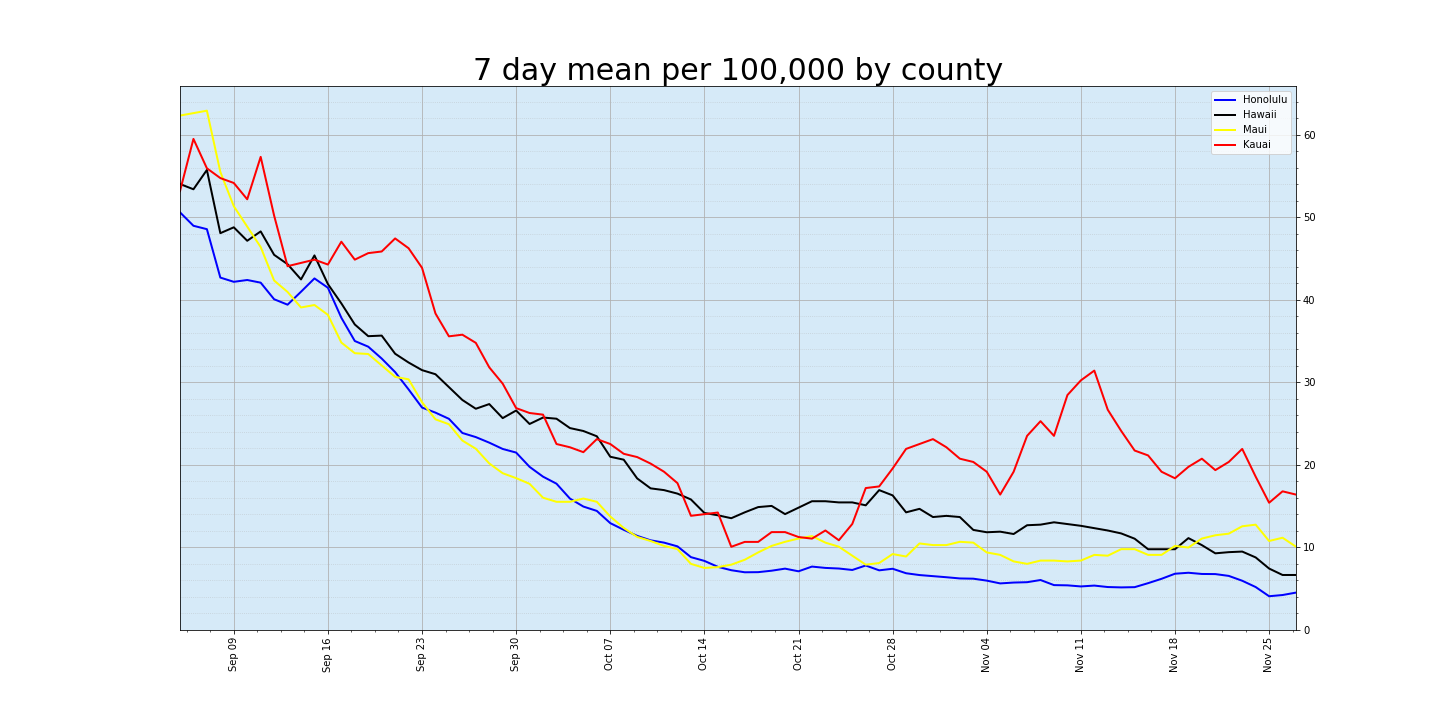 7 day mean per 100,000 by county
Honolulu
Hawaii
Maui
Kauai
60
50
40
30
20
10
0
Sep 09
Sep 16
Sep 23
Sep 30
Oct 07
Oct 14
Oct 21
Oct 28
Nov 04
Nov 11
Nov 18
Nov 25